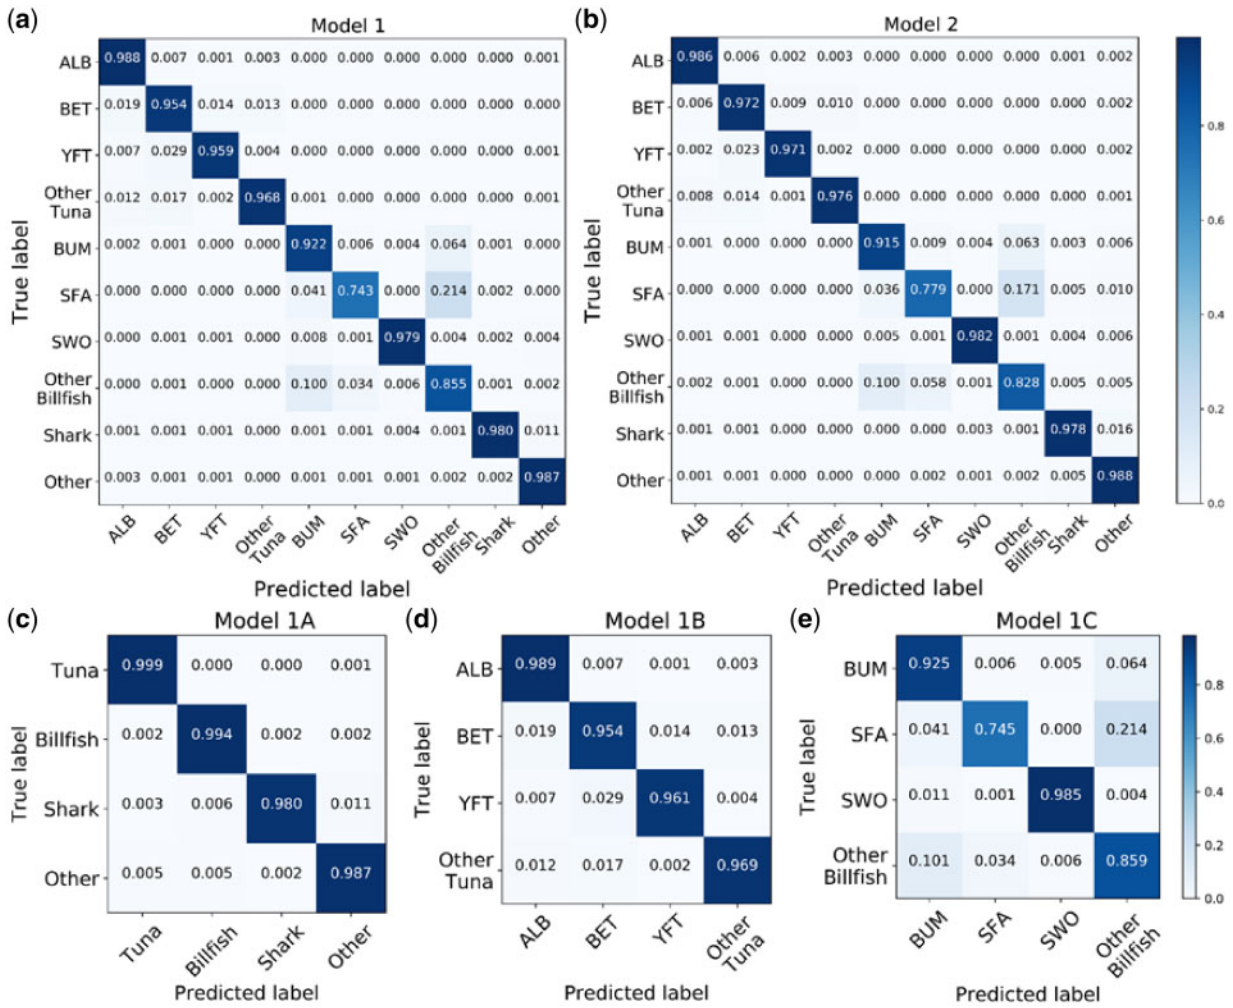 (a) Model 1
ALB 0.988 0.007 0.001 0.003 0.000 0.000 0.000 0.000 0.000 0.001
BET 0.019 0.954 0.014 0.013 0.000 0.000 0.000 0.000 0.000 0.000
YFT 0.007 0.029 0.959 0.004 0.000 0.000 0.000 0.000 0.000 0.001
Other
Tuna 0.012 0.017 0.002 0.968 0.001 0.000 0.000 0.000 0.000 0.001
BUM 0.002 0.001 0.000 0.000 0.922 0.006 0.004 0.064 0.001 0.000
SFA 0.000 0.000 0.000 0.000 0.041 0.743 0.000 0.214 0.002 0.000
SWO 0.000 0.001 0.001 0.000 0.008 0.001 0.979 0.004 0.002 0.004
Other
Billfish 0.000 0.001 0.000 0.000 0.100 0.034 0.006 0.855 0.001 0.002
Shark 0.001 0.001 0.001 0.000 0.001 0.000 0.004 0.001 0.980 0.011
Other 0.003 0.001 0.001 0.000 0.001 0.001 0.001 0.002 0.002 0.987
True label
ALB BET YFT Other Tuna BUM SFA SWO Other Billfish Shark Other
Predicted label
(b) Model 2
ALB 0.986 0.006 0.002 0.003 0.000 0.000 0.000 0.000 0.001 0.002
BET 0.006 0.972 0.009 0.010 0.000 0.000 0.000 0.000 0.000 0.002
YFT 0.002 0.023 0.971 0.002 0.000 0.000 0.000 0.000 0.000 0.001
Other
Tuna 0.008 0.014 0.001 0.976 0.000 0.000 0.000 0.000 0.000 0.001
BUM 0.001 0.000 0.000 0.000 0.915 0.009 0.004 0.063 0.003 0.006
SFA 0.000 0.000 0.000 0.000 0.036 0.779 0.000 0.171 0.005 0.010
SWO 0.001 0.001 0.000 0.000 0.005 0.001 0.982 0.001 0.004 0.006
Other
Billfish 0.002 0.001 0.000 0.000 0.100 0.058 0.001 0.828 0.005 0.005
Shark 0.001 0.001 0.000 0.000 0.000 0.000 0.003 0.001 0.978 0.016
Other 0.001 0.001 0.000 0.000 0.000 0.002 0.001 0.002 0.005 0.988
True label
ALB BET YFT Other Tuna BUM SFA SWO Other Billfish Shark Other
Predicted label
0.8
0.6
0.4
0.2
0.0
(c) Model 1A
Tuna 0.999 0.000 0.000 0.001
Billfish 0.002 0.994 0.002 0.002
Shark 0.003 0.006 0.980 0.011
Other 0.005 0.005 0.002 0.987
True label
Tuna Billfish Shark Other
Predicted label
(d) Model 1B
ALB 0.989 0.007 0.001 0.003
BET 0.019 0.954 0.014 0.013
YFT 0.007 0.029 0.961 0.004
Other
Tuna 0.012 0.017 0.002 0.969
True label
ALB BET YFT Other Tuna
Predicted label
(e) Model 1C
BUM 0.925 0.006 0.005 0.064
SFA 0.041 0.745 0.000 0.214
SWO 0.011 0.001 0.985 0.004
Other
Billfish 0.101 0.034 0.006 0.859
True label
BUM SFA SWO Other Billfish
Predicted label
0.8
0.6
0.4
0.2
0.0